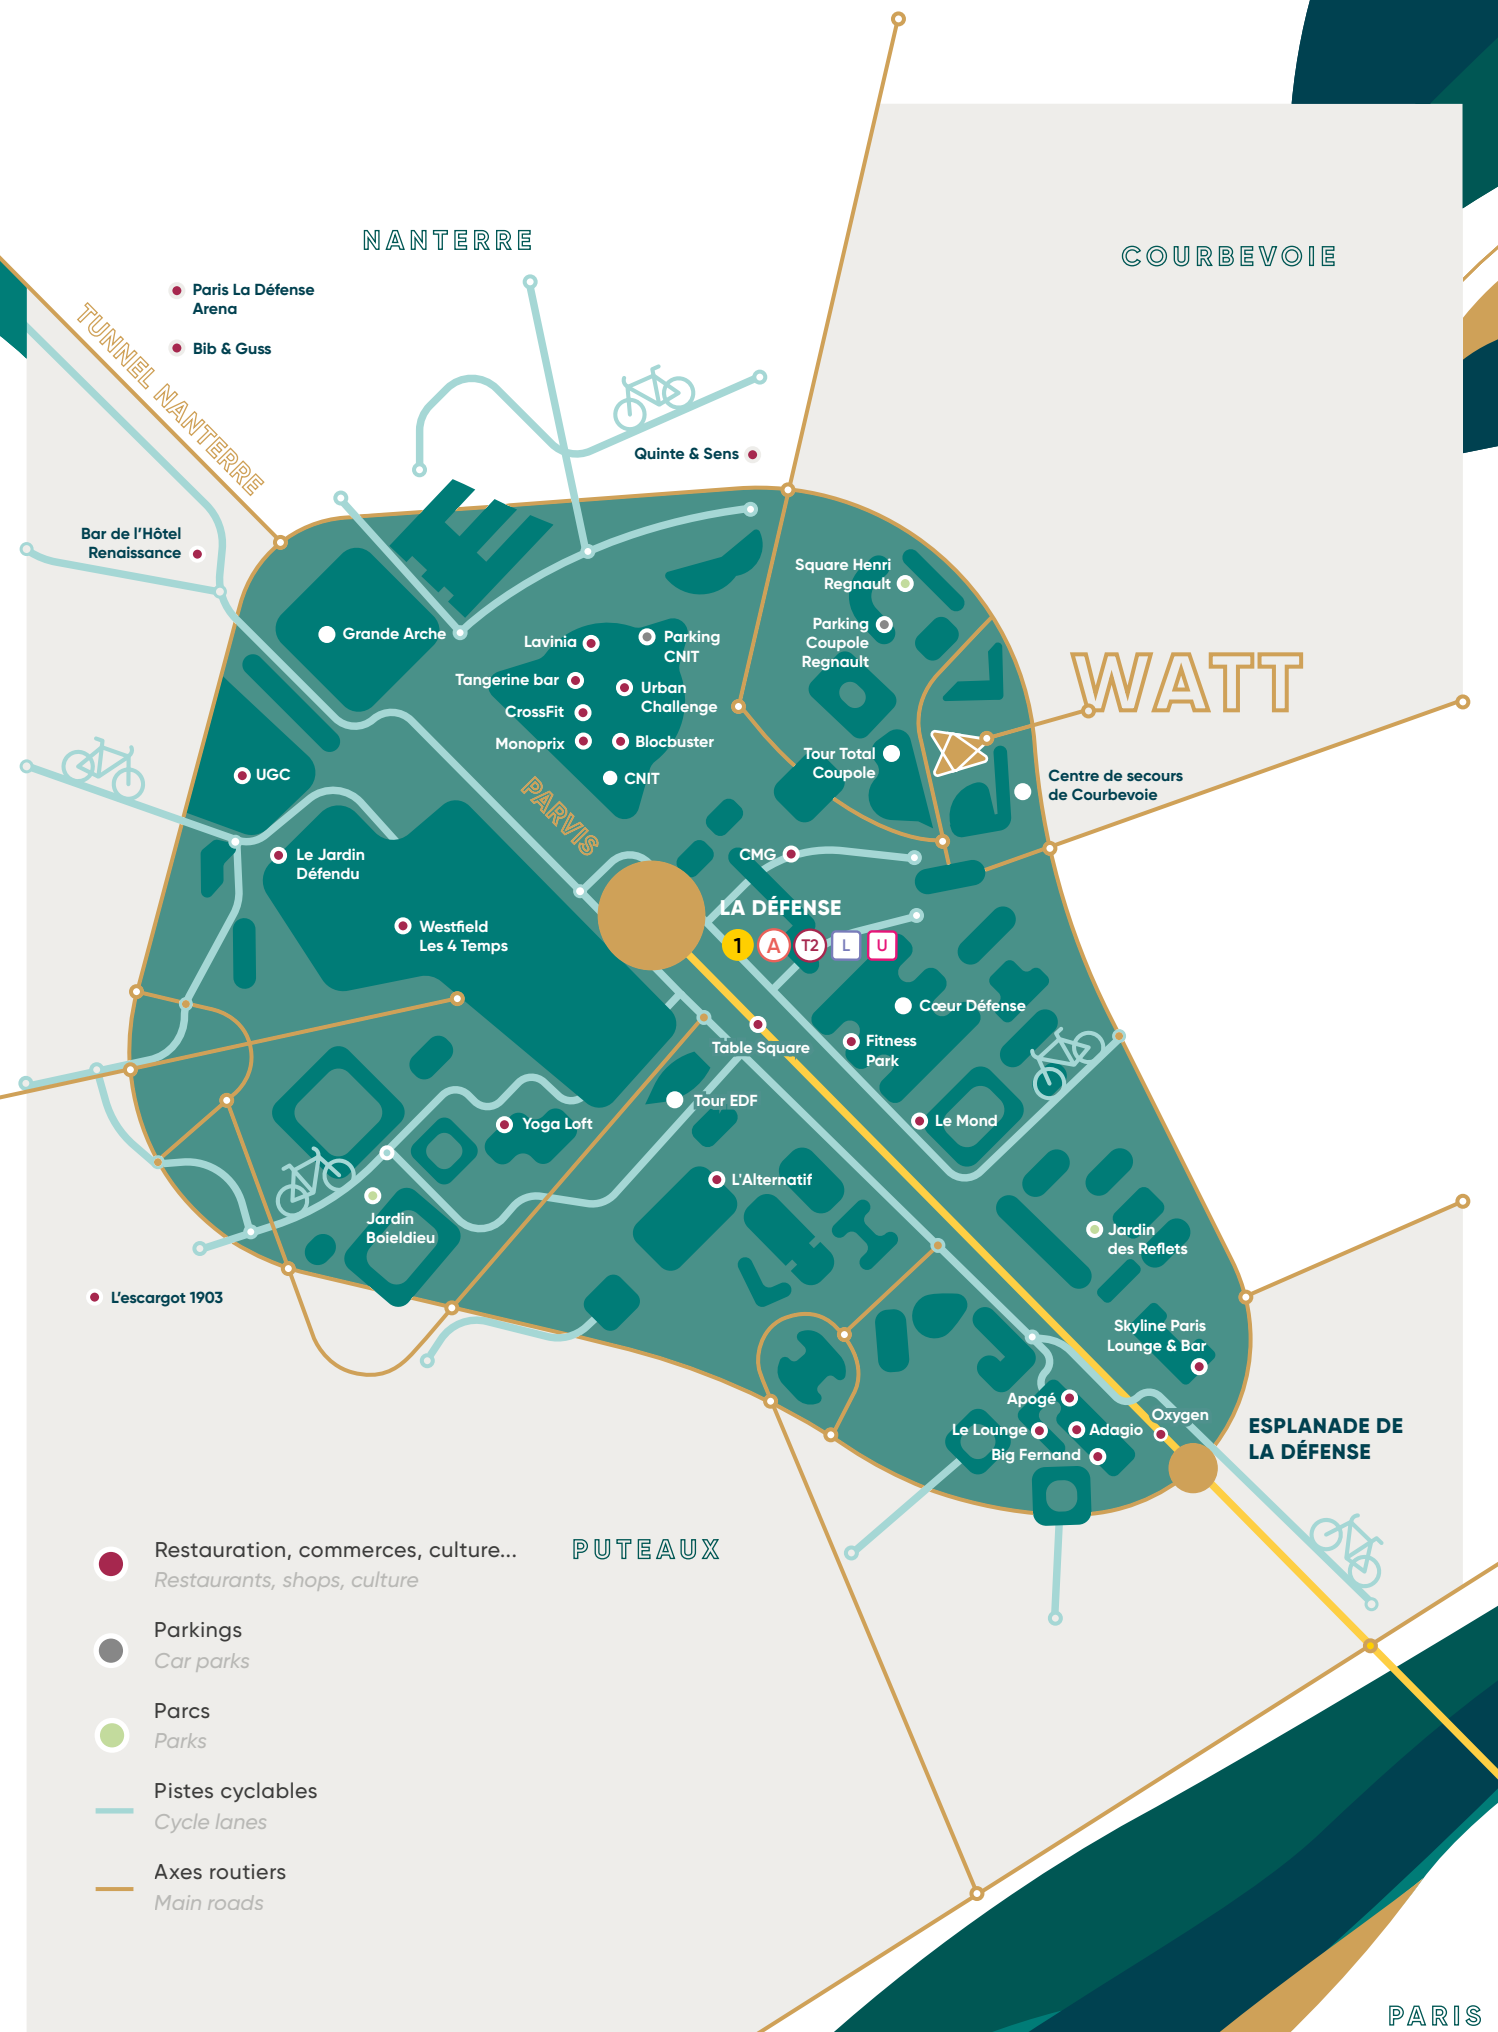 NANTERRE
COURBEVOIE
Paris La Défense
Arena
TUNNEL NANTERRE
Bib & Guss
Quinte & Sens
Bar de l'Hôtel
Renaissance
Square Henri
Regnault
Grande Arche
Lavinia
Parking
CNIT
Parking
Coupole
Regnault
Tangerine bar
Urban
Challenge
CrossFit
Monoprix
Blocbuster
WATT
Tour Total
Coupole
UGC
CNIT
Centre de secours
de Courbevoie
PARVIS
Le Jardin
Défendu
CMG
LA DÉFENSE
1 A T2 L U
Westfield
Les 4 Temps
Cœur Défense
Table Square
Fitness
Park
Tour EDF
Yoga Loft
Le Mond
L'Alternatif
Jardin
Boieldieu
Jardin
des Reflets
L'escargot 1903
Skyline Paris
Lounge & Bar
Apogé
Oxygen
Le Lounge
Adagio
Big Fernand
ESPLANADE DE
LA DÉFENSE
PUTEAUX
Restauration, commerces, culture...
Restaurants, shops, culture
Parkings
Car parks
Parcs
Parks
Pistes cyclables
Cycle lanes
Axes routiers
Main roads
PARIS